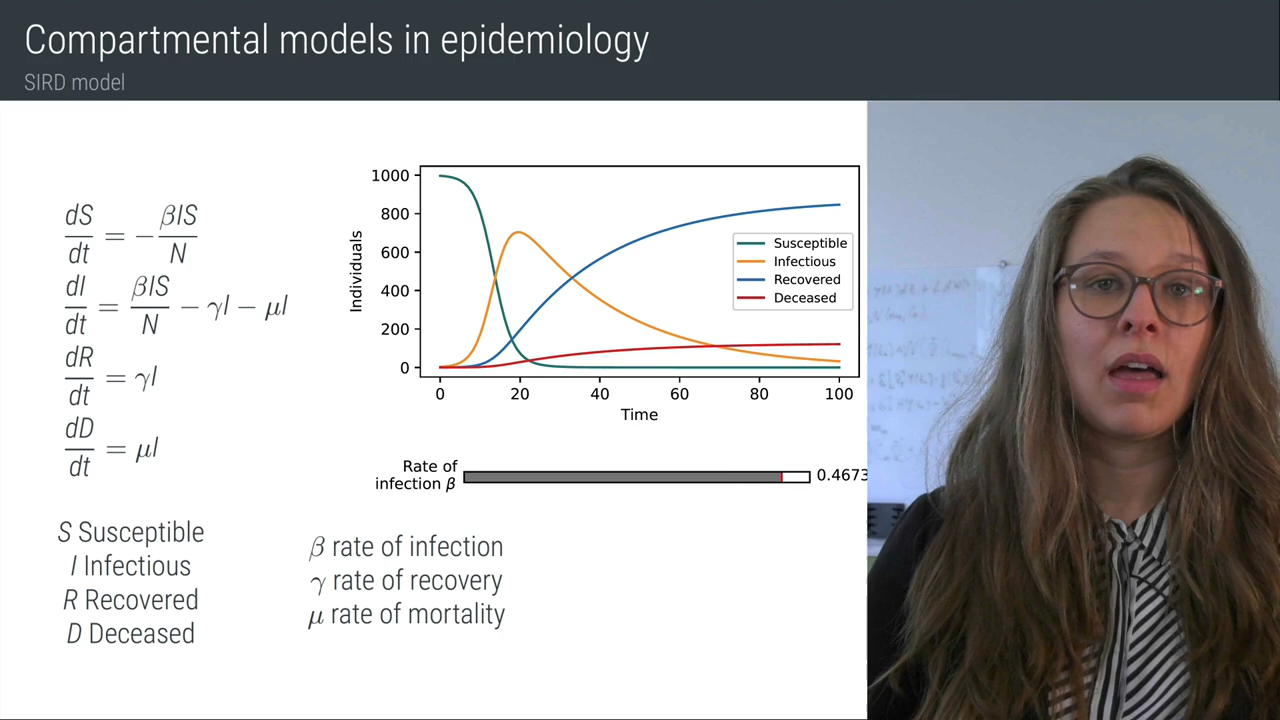 Compartmental models in epidemiology
SIRD model
dS/dt = −βIS/N
dI/dt = βIS/N − γI − μI
dR/dt = γI
dD/dt = μI
S Susceptible
I Infectious
R Recovered
D Deceased
β rate of infection
γ rate of recovery
μ rate of mortality
Individuals
1000
800
600
400
200
0
0 20 40 60 80 100
Time
Susceptible
Infectious
Recovered
Deceased
Rate of
infection β
0.4673